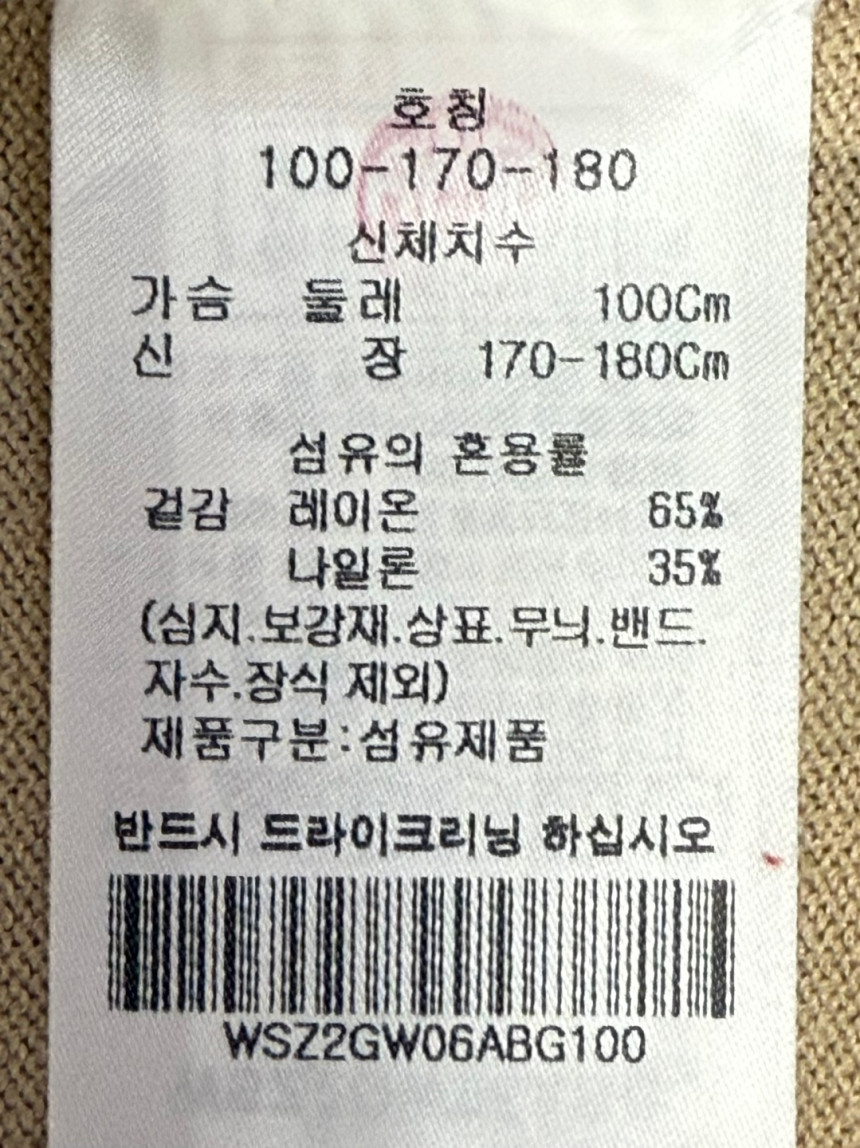 호칭
100-170-180
신체치수
가슴 둘레 100Cm
신 장 170-180Cm
섬유의 혼용률
겉감 레이온 65%
나일론 35%
(심지.보강재.상표.무늬.밴드.
자수.장식 제외)
제품구분:섬유제품
반드시 드라이크리닝 하십시오
WSZ2GW06ABG100